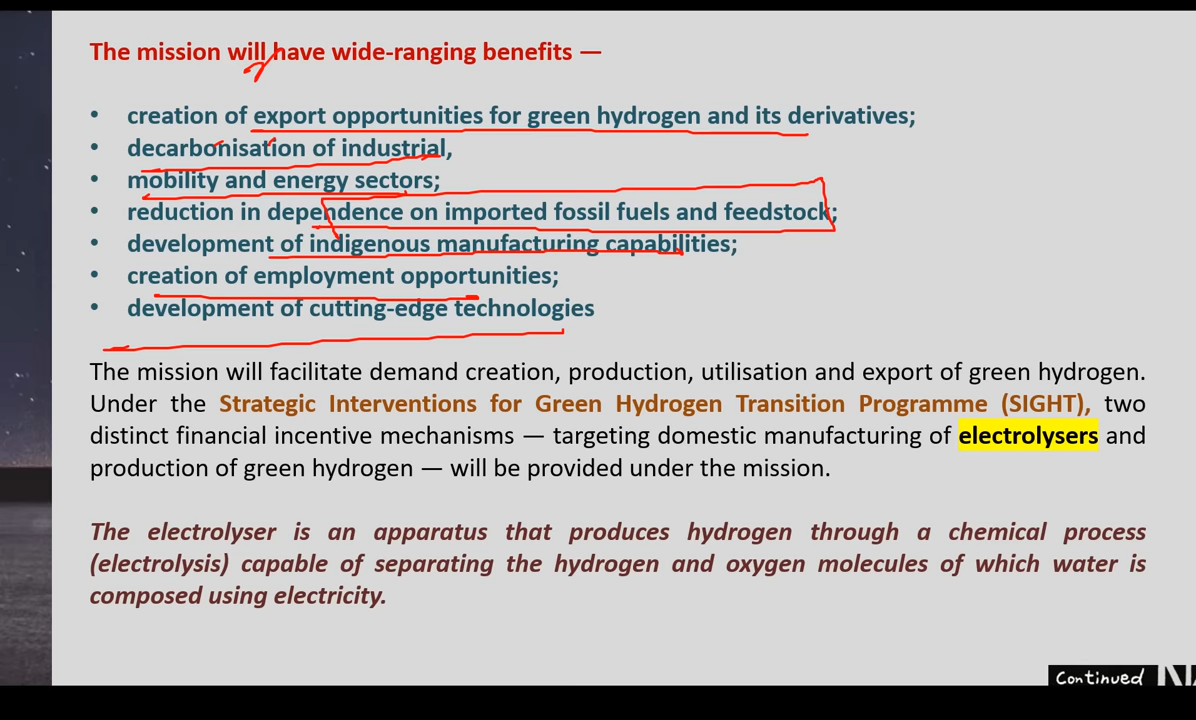 The mission will have wide-ranging benefits —
• creation of export opportunities for green hydrogen and its derivatives;
• decarbonisation of industrial,
• mobility and energy sectors;
• reduction in dependence on imported fossil fuels and feedstock;
• development of indigenous manufacturing capabilities;
• creation of employment opportunities;
• development of cutting-edge technologies
The mission will facilitate demand creation, production, utilisation and export of green hydrogen.
Under the Strategic Interventions for Green Hydrogen Transition Programme (SIGHT), two
distinct financial incentive mechanisms — targeting domestic manufacturing of electrolysers and
production of green hydrogen — will be provided under the mission.
The electrolyser is an apparatus that produces hydrogen through a chemical process
(electrolysis) capable of separating the hydrogen and oxygen molecules of which water is
composed using electricity.
Continued